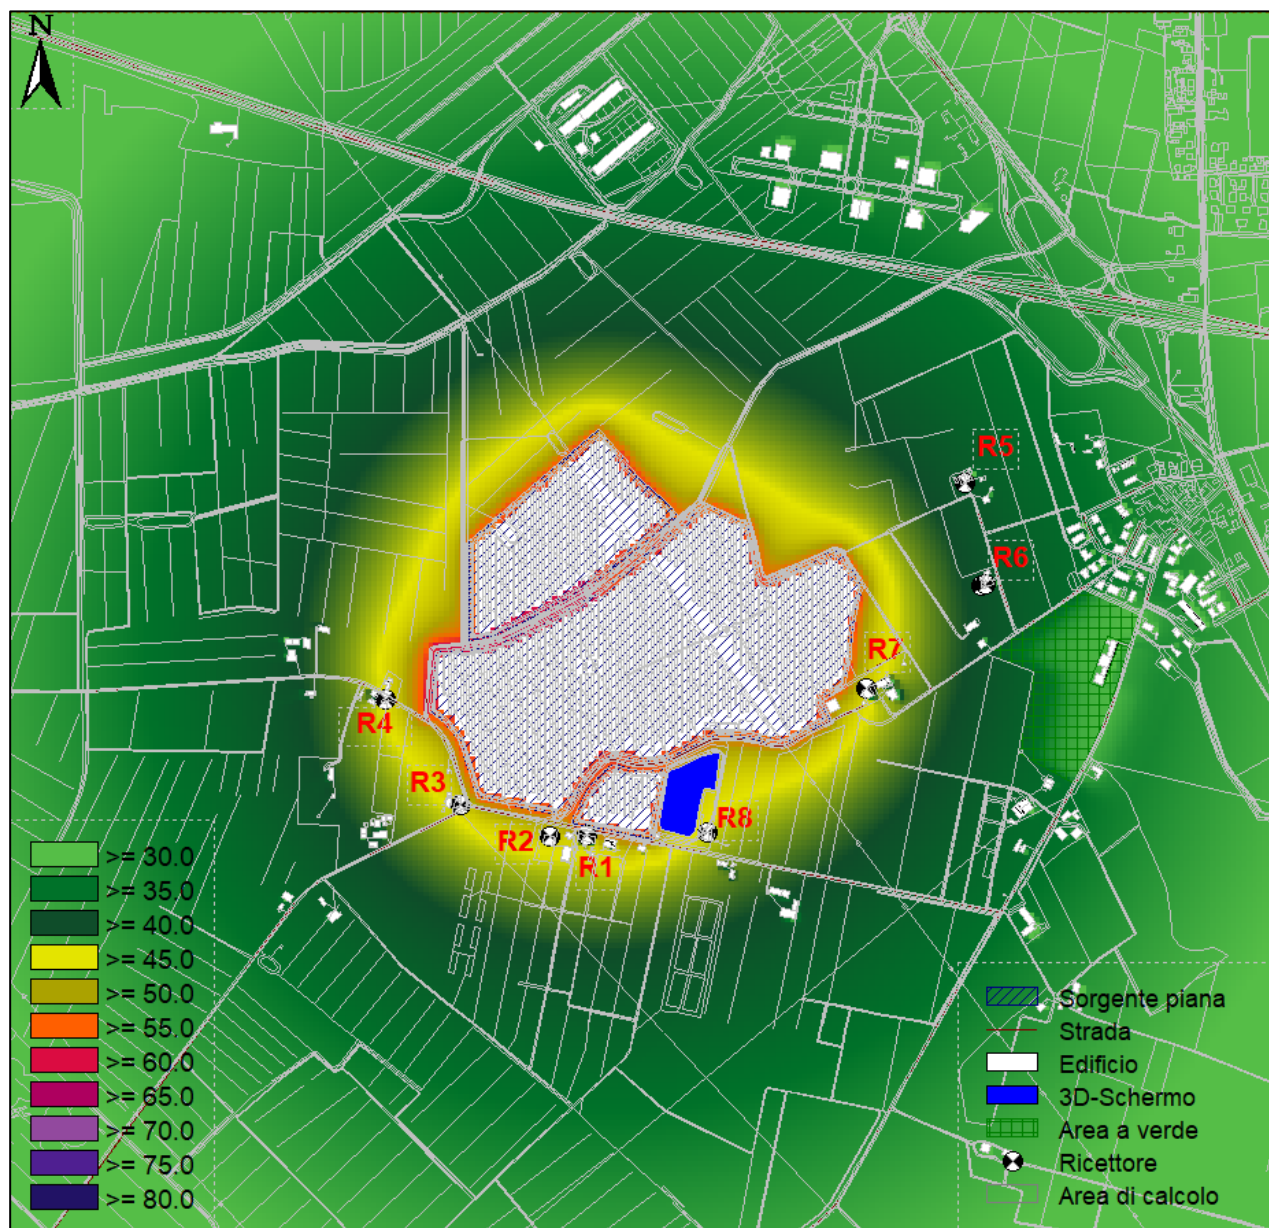 N
R5
R6
R7
R4
R3
R8
R2
R1
>= 30.0
>= 35.0
>= 40.0
>= 45.0
>= 50.0
>= 55.0
>= 60.0
>= 65.0
>= 70.0
>= 75.0
>= 80.0
Sorgente piana
Strada
Edificio
3D-Schermo
Area a verde
Ricettore
Area di calcolo